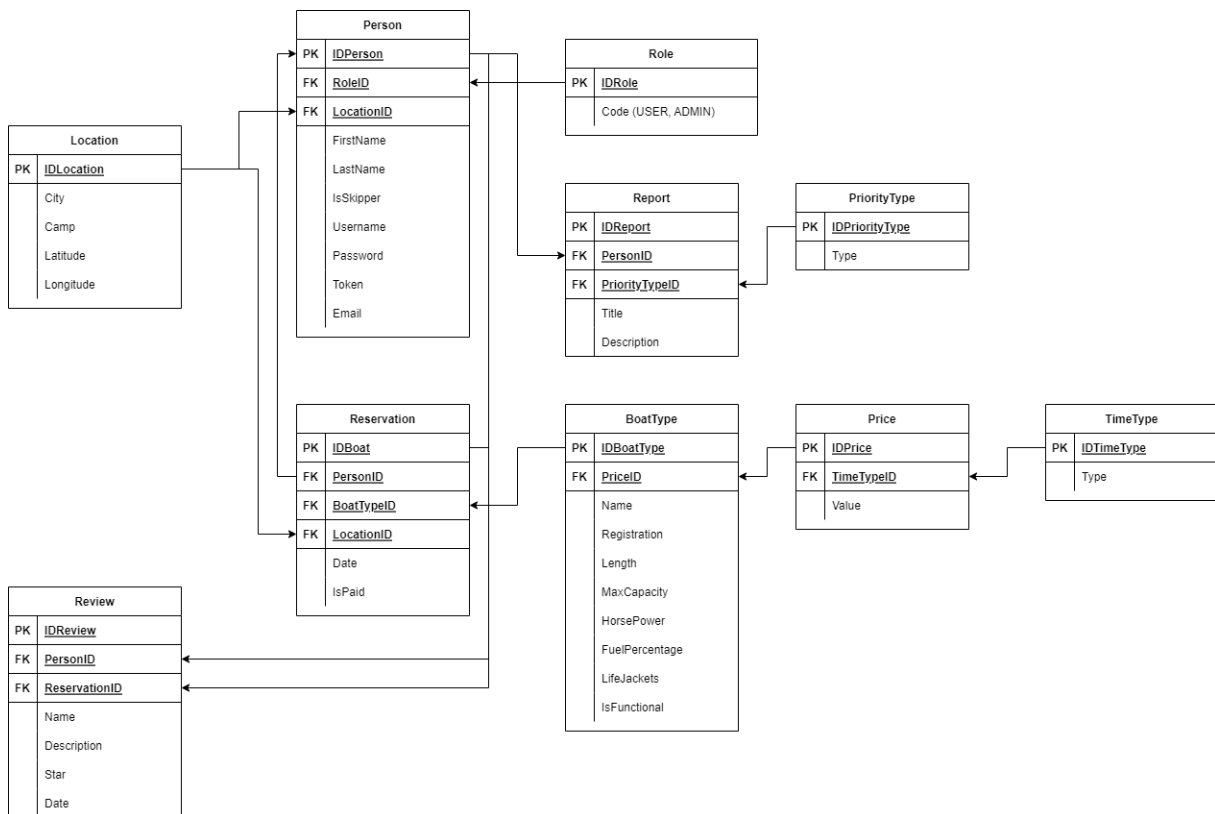 Person
PK IDPerson
FK RoleID
FK LocationID
FirstName
LastName
IsSkipper
Username
Password
Token
Email
Role
PK IDRole
Code (USER, ADMIN)
Location
PK IDLocation
City
Camp
Latitude
Longitude
Report
PK IDReport
FK PersonID
FK PriorityTypeID
Title
Description
PriorityType
PK IDPriorityType
Type
Reservation
PK IDBoat
FK PersonID
FK BoatTypeID
FK LocationID
Date
IsPaid
BoatType
PK IDBoatType
FK PriceID
Name
Registration
Length
MaxCapacity
HorsePower
FuelPercentage
LifeJackets
IsFunctional
Price
PK IDPrice
FK TimeTypeID
Value
TimeType
PK IDTimeType
Type
Review
PK IDReview
FK PersonID
FK ReservationID
Name
Description
Star
Date